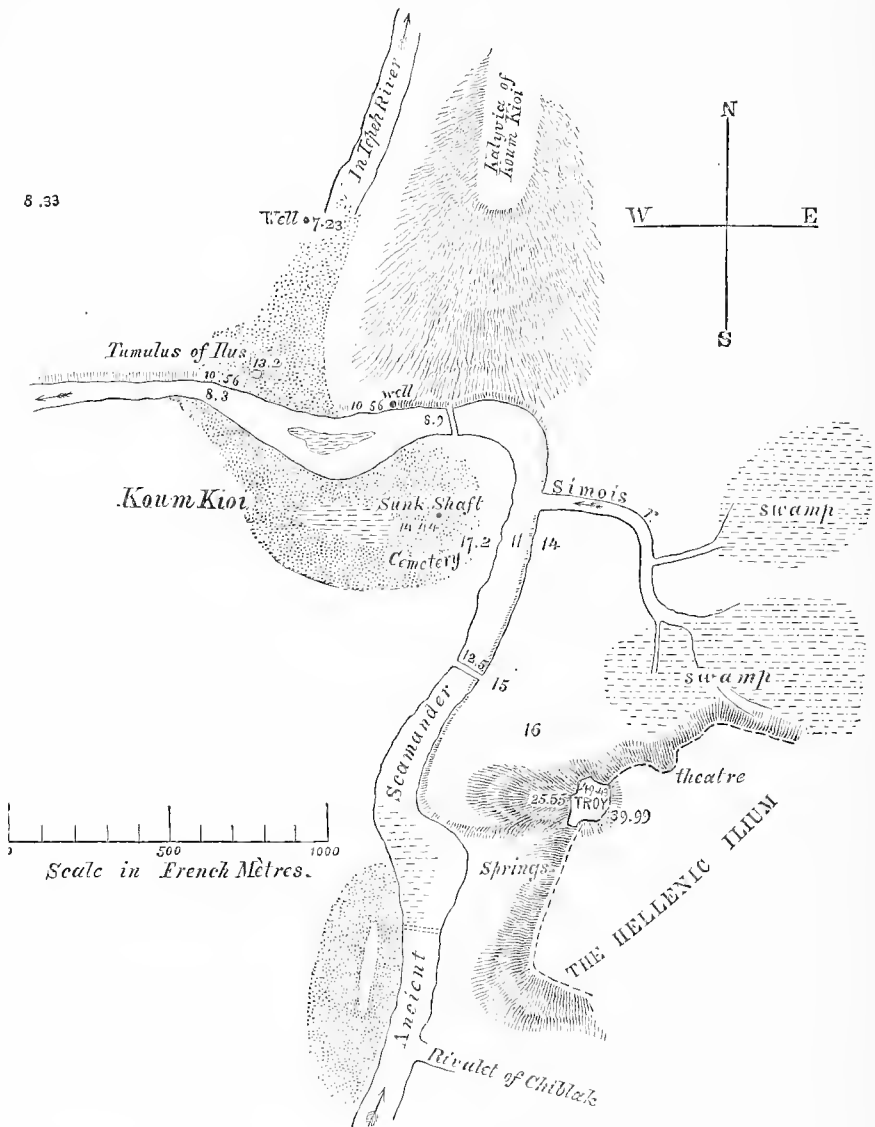 In Tepeh River
Kalyvia of
Koum Kioi
N
W
E
S
8.33
Well 7.23
Tumulus of Ilus
13.2
10.56
8.3
well
10.56
8.9
Simois r.
swamp
Koum Kioi
Sunk Shaft
Cemetery
17.2
11
14
12.5
15
swamp
16
Ancient Scamander
theatre
25.55
TROY
39.99
500
1000
Scale in French Mètres.
Springs
THE HELLENIC ILIUM
Rivulet of Chiblak